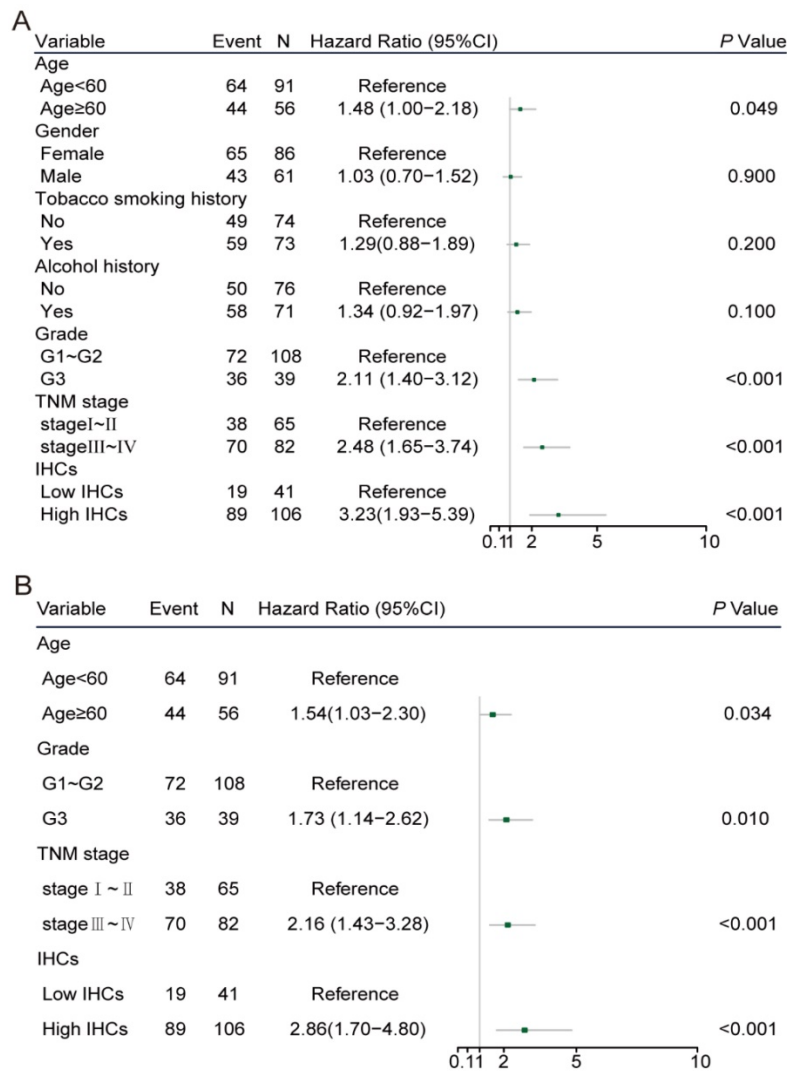 A
Variable Event N Hazard Ratio (95%CI) P Value
Age
Age<60 64 91 Reference
Age≥60 44 56 1.48 (1.00−2.18) 0.049
Gender
Female 65 86 Reference
Male 43 61 1.03 (0.70−1.52) 0.900
Tobacco smoking history
No 49 74 Reference
Yes 59 73 1.29(0.88−1.89) 0.200
Alcohol history
No 50 76 Reference
Yes 58 71 1.34 (0.92−1.97) 0.100
Grade
G1~G2 72 108 Reference
G3 36 39 2.11 (1.40−3.12) <0.001
TNM stage
stageI~II 38 65 Reference
stageIII~IV 70 82 2.48 (1.65−3.74) <0.001
IHCs
Low IHCs 19 41 Reference
High IHCs 89 106 3.23(1.93−5.39) <0.001
0.1 1 2 5 10
B
Variable Event N Hazard Ratio (95%CI) P Value
Age
Age<60 64 91 Reference
Age≥60 44 56 1.54(1.03−2.30) 0.034
Grade
G1~G2 72 108 Reference
G3 36 39 1.73 (1.14−2.62) 0.010
TNM stage
stage Ⅰ~Ⅱ 38 65 Reference
stage Ⅲ~Ⅳ 70 82 2.16 (1.43−3.28) <0.001
IHCs
Low IHCs 19 41 Reference
High IHCs 89 106 2.86(1.70−4.80) <0.001
0.1 1 2 5 10